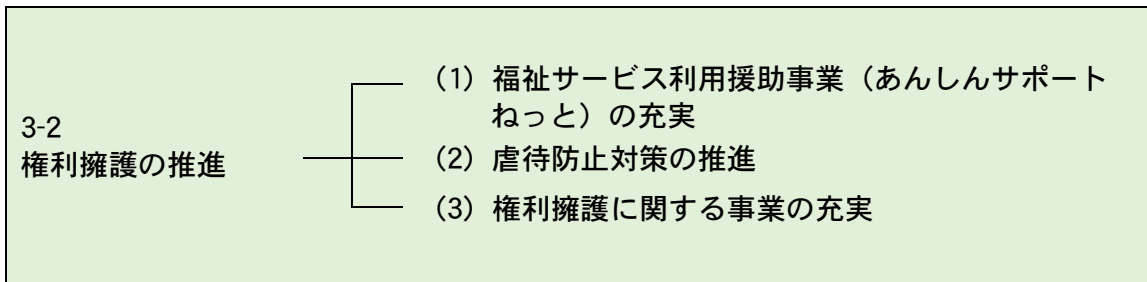 3-2
権利擁護の推進
(1) 福祉サービス利用援助事業（あんしんサポート
ねっと）の充実
(2) 虐待防止対策の推進
(3) 権利擁護に関する事業の充実